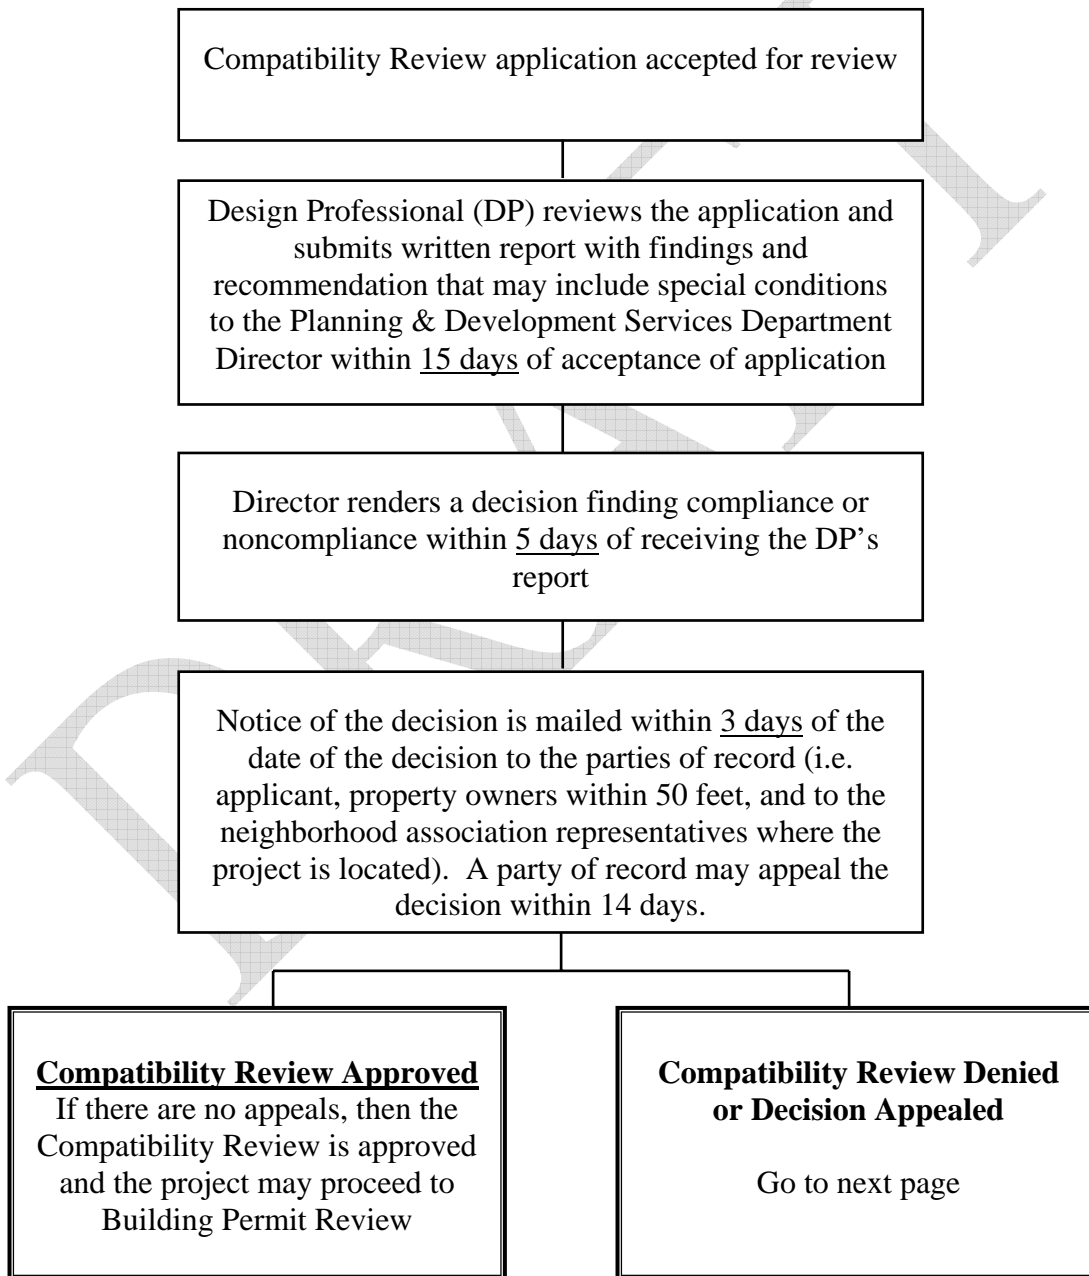 Compatibility Review application accepted for review
Design Professional (DP) reviews the application and
submits written report with findings and
recommendation that may include special conditions
to the Planning & Development Services Department
Director within 15 days of acceptance of application
Director renders a decision finding compliance or
noncompliance within 5 days of receiving the DP’s
report
Notice of the decision is mailed within 3 days of the
date of the decision to the parties of record (i.e.
applicant, property owners within 50 feet, and to the
neighborhood association representatives where the
project is located).  A party of record may appeal the
decision within 14 days.
Compatibility Review Approved
If there are no appeals, then the
Compatibility Review is approved
and the project may proceed to
Building Permit Review
Compatibility Review Denied
or Decision Appealed
Go to next page
DRAFT